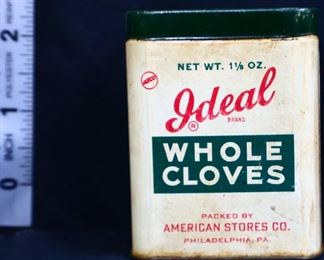 NET WT. 1⅛ OZ.
Ideal
®
BRAND
WHOLE
CLOVES
PACKED BY
AMERICAN STORES CO.
PHILADELPHIA, PA.
0 INCH 1 POLYESTER 2